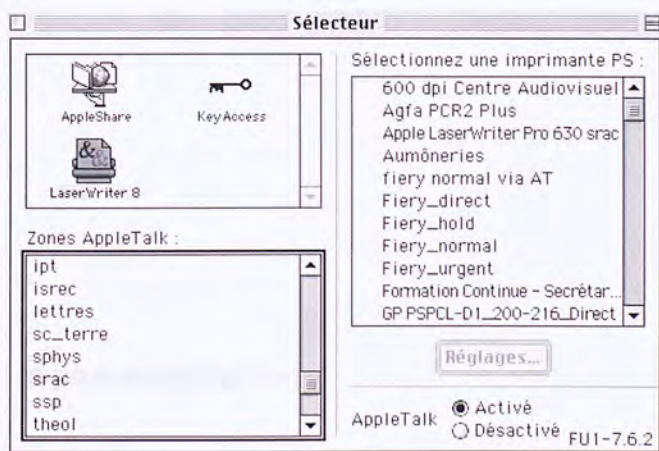 Sélecteur
AppleShare
KeyAccess
LaserWriter 8
Zones AppleTalk :
ipt
isrec
lettres
sc_terre
sphys
srac
ssp
theol
Sélectionnez une imprimante PS :
600 dpi Centre Audiovisuel
Agfa PCR2 Plus
Apple LaserWriter Pro 630 srac
Aumôneries
fiery normal via AT
Fiery_direct
Fiery_hold
Fiery_normal
Fiery_urgent
Formation Continue - Secrétar...
GP PSPCL-D1_200-216_Direct
Réglages...
AppleTalk
Activé
Désactivé
FU1-7.6.2